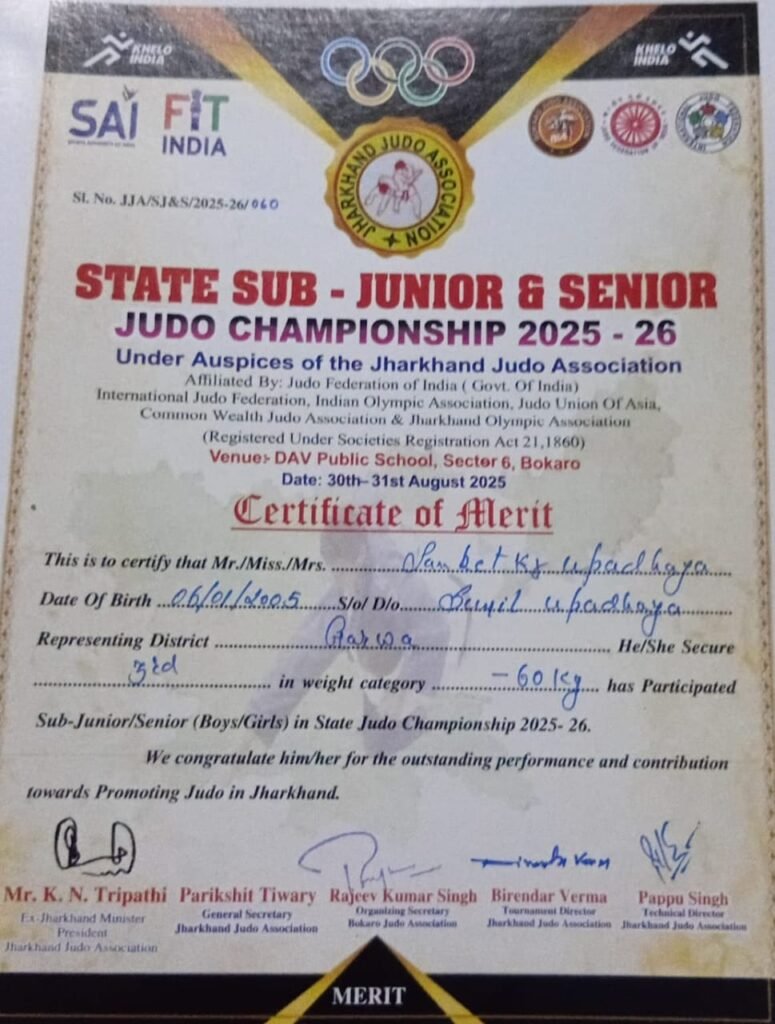 KHELO INDIA
KHELO INDIA
SAI
FIT INDIA
JHARKHAND JUDO ASSOCIATION
Sl. No. JJA/SJ&S/2025-26/060
STATE SUB - JUNIOR & SENIOR
JUDO CHAMPIONSHIP 2025 - 26
Under Auspices of the Jharkhand Judo Association
Affiliated By: Judo Federation of India ( Govt. Of India)
International Judo Federation, Indian Olympic Association, Judo Union Of Asia,
Common Wealth Judo Association & Jharkhand Olympic Association
(Registered Under Societies Registration Act 21,1860)
Venue:- DAV Public School, Sector 6, Bokaro
Date: 30th-31st August 2025
Certificate of Merit
This is to certify that Mr./Miss./Mrs. Sanket Kr upadhaya
Date Of Birth 06/01/2005 S/o/ D/o Sunil upadhaya
Representing District Garwa He/She Secure
3rd in weight category -60 kg has Participated
Sub-Junior/Senior (Boys/Girls) in State Judo Championship 2025- 26.
We congratulate him/her for the outstanding performance and contribution
towards Promoting Judo in Jharkhand.
Mr. K. N. Tripathi Parikshit Tiwary Rajeev Kumar Singh Birendar Verma Pappu Singh
Ex-Jharkhand Minister General Secretary Organizing Secretary Tournament Director Technical Director
President Jharkhand Judo Association Bokaro Judo Association Jharkhand Judo Association Jharkhand Judo Association
Jharkhand Judo Association
MERIT